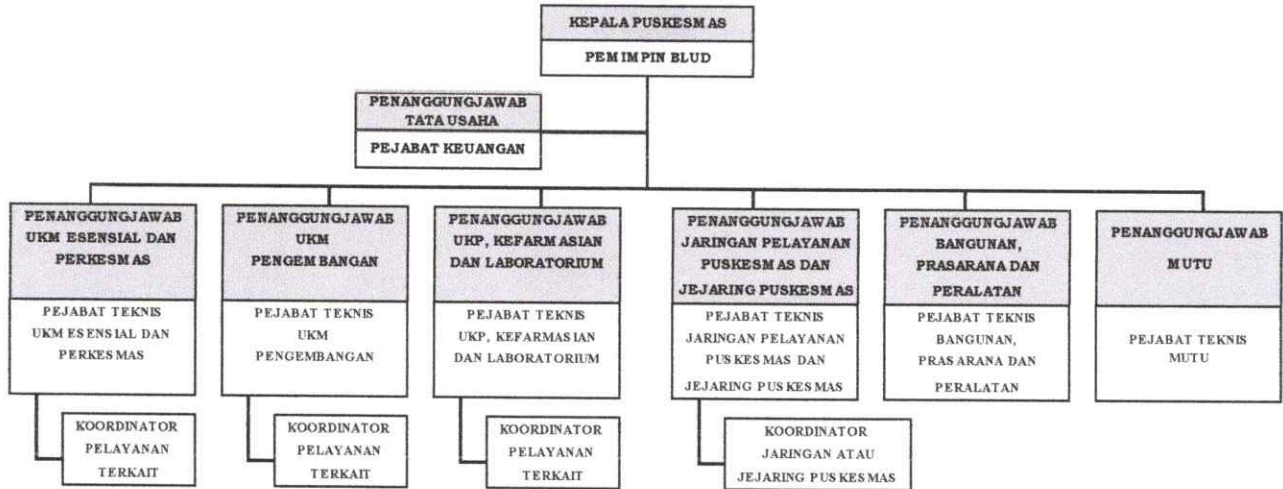 KEPALA PUSKESMAS
PEMIMPIN BLUD
PENANGGUNGJAWAB
TATA USAHA
PEJABAT KEUANGAN
PENANGGUNGJAWAB
UKM ESENSIAL DAN
PERKESMAS
PEJABAT TEKNIS
UKM ESENSIAL DAN
PERKESMAS
KOORDINATOR
PELAYANAN
TERKAIT
PENANGGUNGJAWAB
UKM
PENGEMBANGAN
PEJABAT TEKNIS
UKM
PENGEMBANGAN
KOORDINATOR
PELAYANAN
TERKAIT
PENANGGUNGJAWAB
UKP, KEFARMASIAN
DAN LABORATORIUM
PEJABAT TEKNIS
UKP, KEFARMASIAN
DAN LABORATORIUM
KOORDINATOR
PELAYANAN
TERKAIT
PENANGGUNGJAWAB
JARINGAN PELAYANAN
PUSKESMAS DAN
JEJARING PUSKESMAS
PEJABAT TEKNIS
JARINGAN PELAYANAN
PUSKESMAS DAN
JEJARING PUSKESMAS
KOORDINATOR
JARINGAN ATAU
JEJARING PUSKESMAS
PENANGGUNGJAWAB
BANGUNAN,
PRASARANA DAN
PERALATAN
PEJABAT TEKNIS
BANGUNAN,
PRASARANA DAN
PERALATAN
PENANGGUNGJAWAB
MUTU
PEJABAT TEKNIS
MUTU